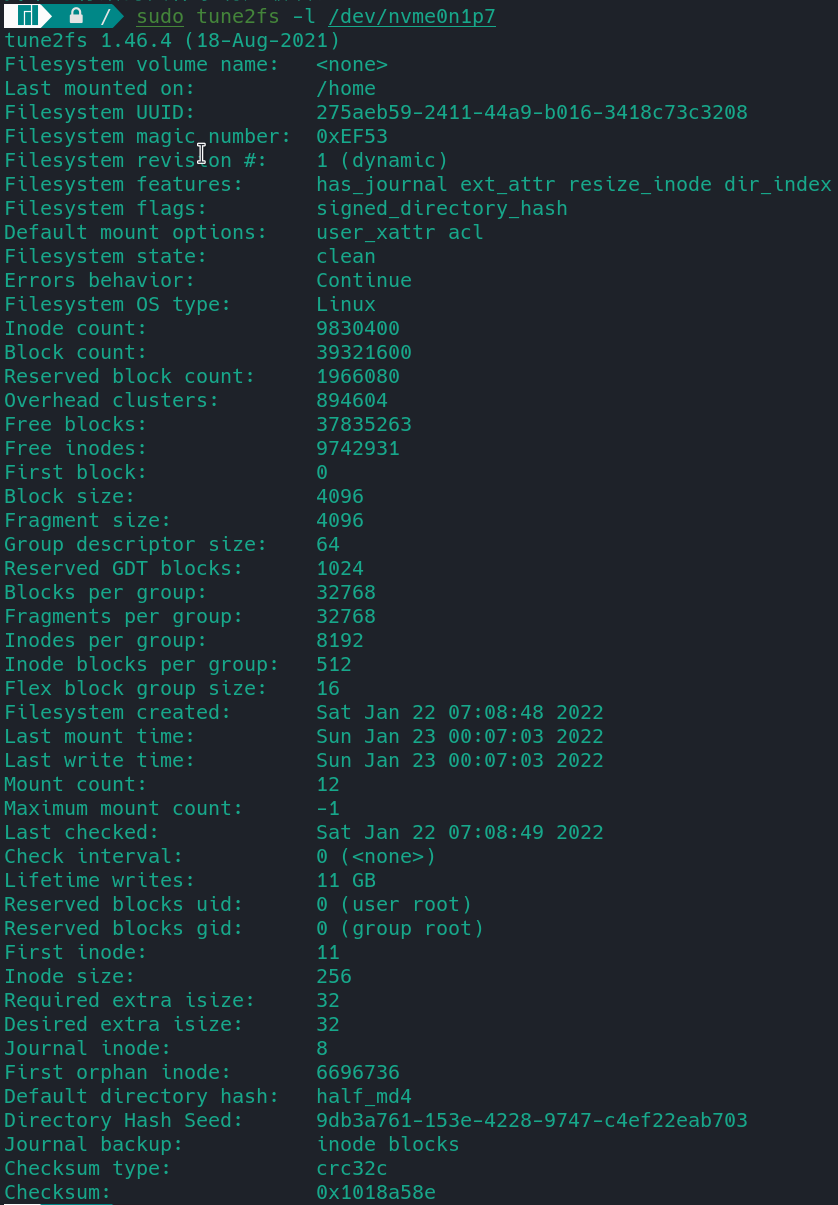 / sudo tune2fs -l /dev/nvme0n1p7
tune2fs 1.46.4 (18-Aug-2021)
Filesystem volume name:   <none>
Last mounted on:          /home
Filesystem UUID:          275aeb59-2411-44a9-b016-3418c73c3208
Filesystem magic number:  0xEF53
Filesystem revision #:    1 (dynamic)
Filesystem features:      has_journal ext_attr resize_inode dir_index
Filesystem flags:         signed_directory_hash
Default mount options:    user_xattr acl
Filesystem state:         clean
Errors behavior:          Continue
Filesystem OS type:       Linux
Inode count:              9830400
Block count:              39321600
Reserved block count:     1966080
Overhead clusters:        894604
Free blocks:              37835263
Free inodes:              9742931
First block:              0
Block size:               4096
Fragment size:            4096
Group descriptor size:    64
Reserved GDT blocks:      1024
Blocks per group:         32768
Fragments per group:      32768
Inodes per group:         8192
Inode blocks per group:   512
Flex block group size:    16
Filesystem created:       Sat Jan 22 07:08:48 2022
Last mount time:          Sun Jan 23 00:07:03 2022
Last write time:          Sun Jan 23 00:07:03 2022
Mount count:              12
Maximum mount count:      -1
Last checked:             Sat Jan 22 07:08:49 2022
Check interval:           0 (<none>)
Lifetime writes:          11 GB
Reserved blocks uid:      0 (user root)
Reserved blocks gid:      0 (group root)
First inode:              11
Inode size:               256
Required extra isize:     32
Desired extra isize:      32
Journal inode:            8
First orphan inode:       6696736
Default directory hash:   half_md4
Directory Hash Seed:      9db3a761-153e-4228-9747-c4ef22eab703
Journal backup:           inode blocks
Checksum type:            crc32c
Checksum:                 0x1018a58e